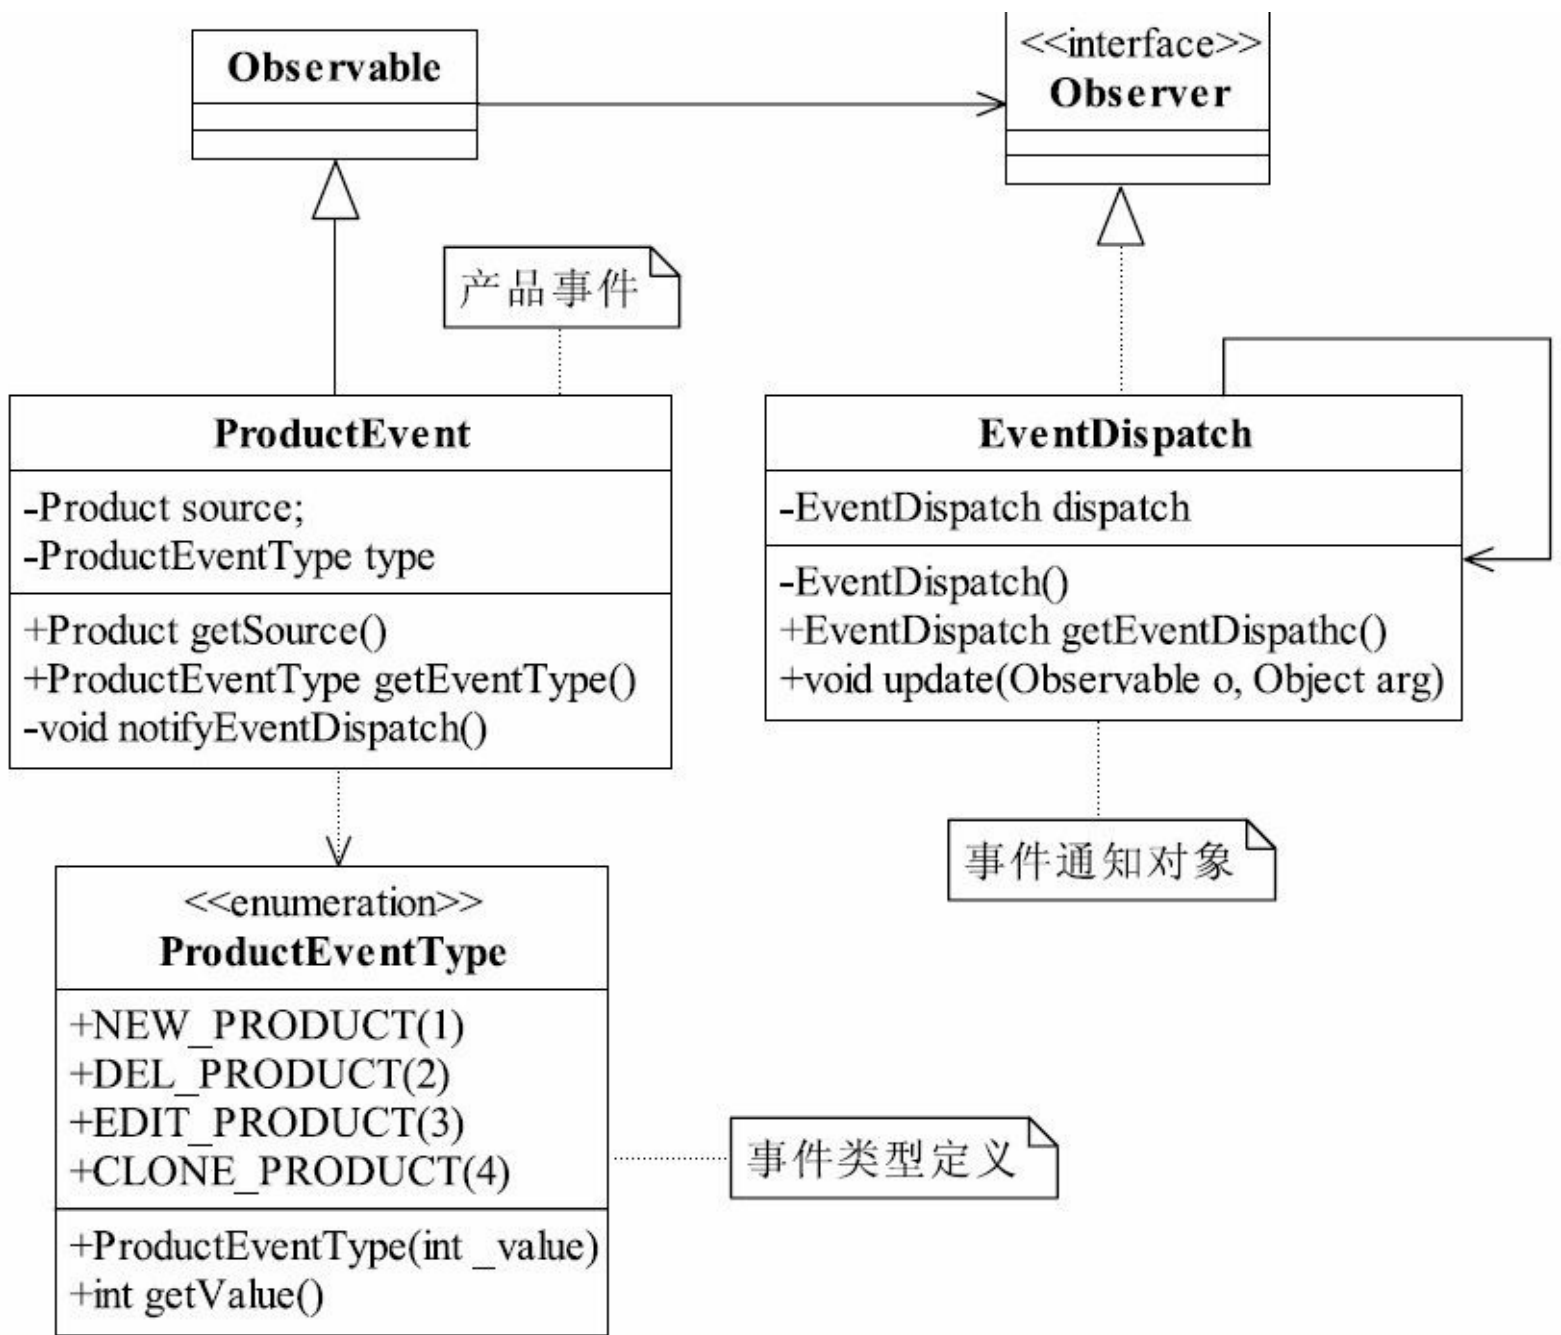 Observable
<<interface>>
Observer
产品事件
ProductEvent
-Product source;
-ProductEventType type
+Product getSource()
+ProductEventType getEventType()
-void notifyEventDispatch()
EventDispatch
-EventDispatch dispatch
-EventDispatch()
+EventDispatch getEventDispathc()
+void update(Observable o, Object arg)
事件通知对象
<<enumeration>>
ProductEventType
+NEW_PRODUCT(1)
+DEL_PRODUCT(2)
+EDIT_PRODUCT(3)
+CLONE_PRODUCT(4)
+ProductEventType(int _value)
+int getValue()
事件类型定义